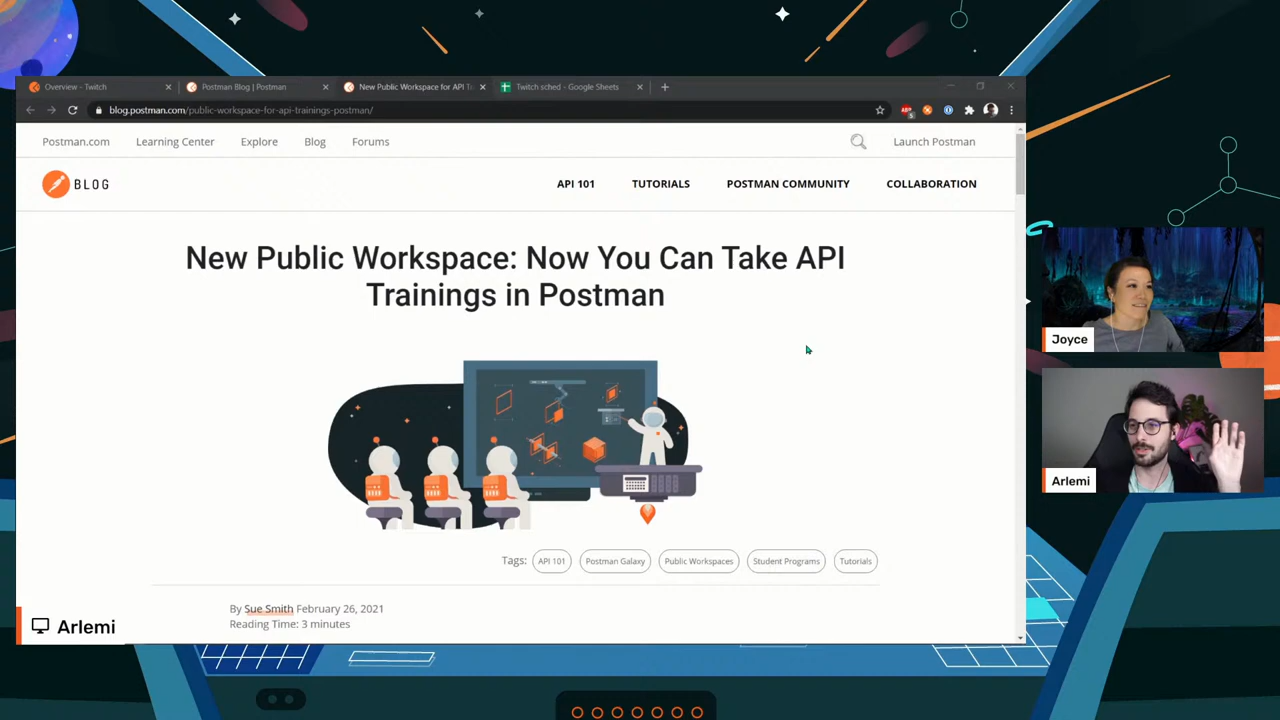 Overview - Twitch
Postman Blog | Postman
New Public Workspace for API Tr
Twitch sched - Google Sheets
blog.postman.com/public-workspace-for-api-trainings-postman/
5
Postman.com
Learning Center
Explore
Blog
Forums
Launch Postman
BLOG
API 101
TUTORIALS
POSTMAN COMMUNITY
COLLABORATION
New Public Workspace: Now You Can Take API
Trainings in Postman
Tags:
API 101
Postman Galaxy
Public Workspaces
Student Programs
Tutorials
By Sue Smith February 26, 2021
Reading Time: 3 minutes
Arlemi
Joyce
Arlemi